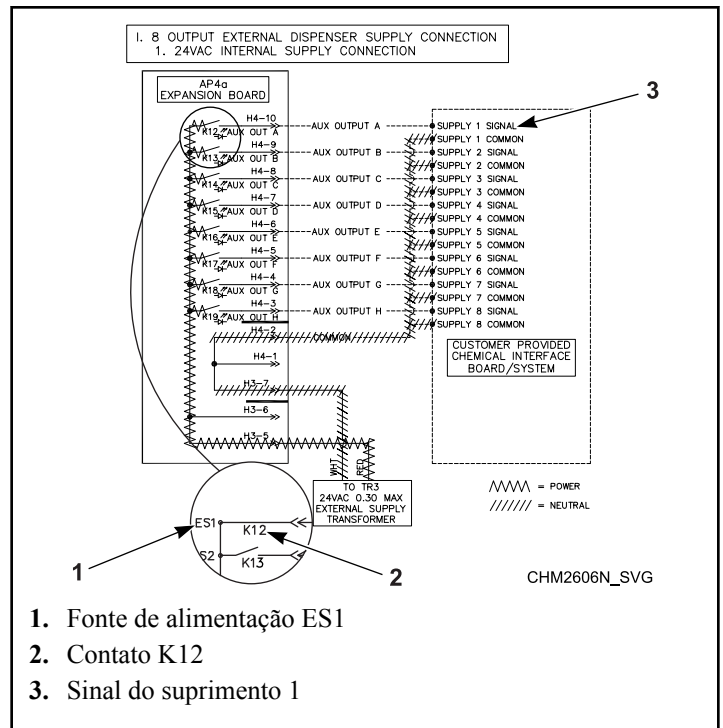 I. 8 OUTPUT EXTERNAL DISPENSER SUPPLY CONNECTION
1. 24VAC INTERNAL SUPPLY CONNECTION
AP4a
EXPANSION BOARD
3
H4-10
K12 AUX OUT A
AUX OUTPUT A
SUPPLY 1 SIGNAL
SUPPLY 1 COMMON
H4-9
K13 AUX OUT B
AUX OUTPUT B
SUPPLY 2 SIGNAL
SUPPLY 2 COMMON
H4-8
K14 AUX OUT C
AUX OUTPUT C
SUPPLY 3 SIGNAL
SUPPLY 3 COMMON
H4-7
K15 AUX OUT D
AUX OUTPUT D
SUPPLY 4 SIGNAL
SUPPLY 4 COMMON
H4-6
K16 AUX OUT E
AUX OUTPUT E
SUPPLY 5 SIGNAL
SUPPLY 5 COMMON
H4-5
K17 AUX OUT F
AUX OUTPUT F
SUPPLY 6 SIGNAL
SUPPLY 6 COMMON
H4-4
K18 AUX OUT G
AUX OUTPUT G
SUPPLY 7 SIGNAL
SUPPLY 7 COMMON
H4-3
K19 AUX OUT H
AUX OUTPUT H
SUPPLY 8 SIGNAL
SUPPLY 8 COMMON
H4-2
COMMON
CUSTOMER PROVIDED
CHEMICAL INTERFACE
BOARD/SYSTEM
H4-1
H3-7
H3-6
H3-5
WHT
RED
TO TR3
24VAC 0.30 MAX
EXTERNAL SUPPLY
TRANSFORMER
= POWER
= NEUTRAL
ES1
K12
S2
K13
1
2
CHM2606N_SVG
1. Fonte de alimentação ES1
2. Contato K12
3. Sinal do suprimento 1